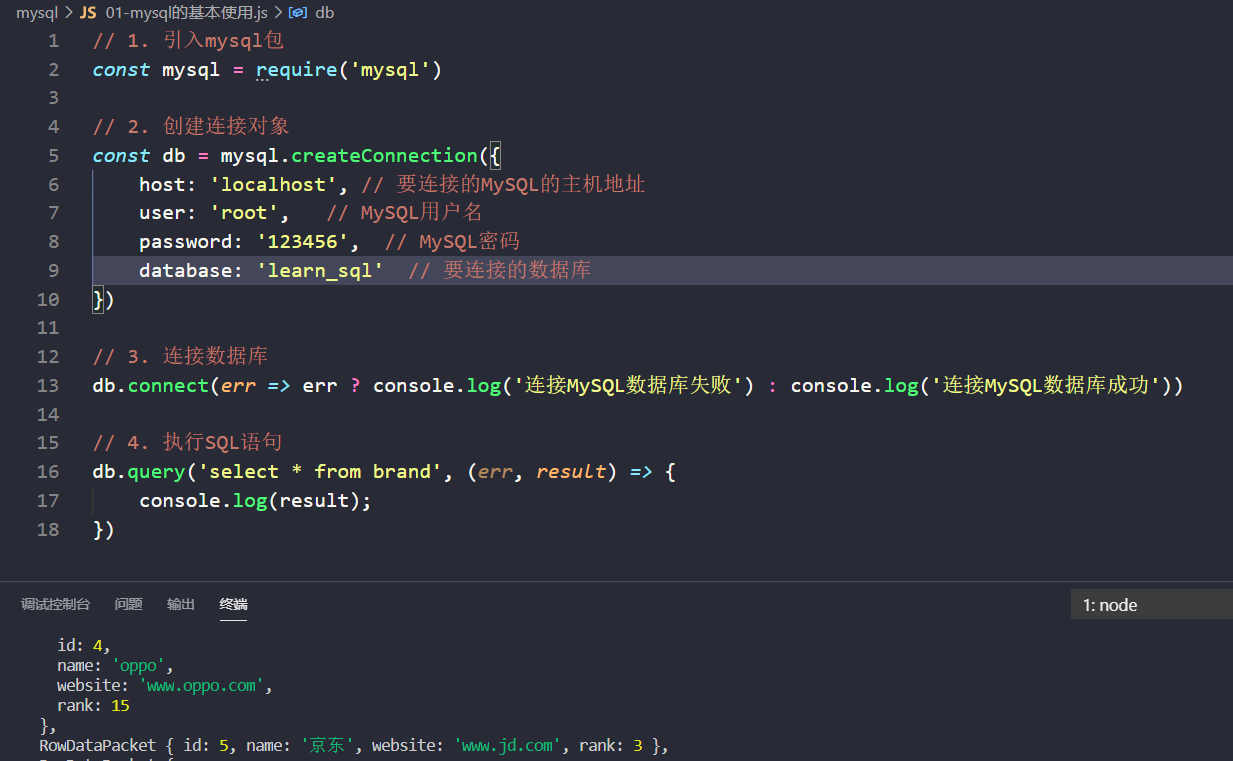 mysql > JS 01-mysql的基本使用.js > db
1 // 1. 引入mysql包
2 const mysql = require('mysql')
3
4 // 2. 创建连接对象
5 const db = mysql.createConnection({
6 host: 'localhost', // 要连接的MySQL的主机地址
7 user: 'root', // MySQL用户名
8 password: '123456', // MySQL密码
9 database: 'learn_sql' // 要连接的数据库
10 })
11
12 // 3. 连接数据库
13 db.connect(err => err ? console.log('连接MySQL数据库失败') : console.log('连接MySQL数据库成功'))
14
15 // 4. 执行SQL语句
16 db.query('select * from brand', (err, result) => {
17 console.log(result);
18 })
调试控制台 问题 输出 终端 1: node
id: 4,
name: 'oppo',
website: 'www.oppo.com',
rank: 15
},
RowDataPacket { id: 5, name: '京东', website: 'www.jd.com', rank: 3 },